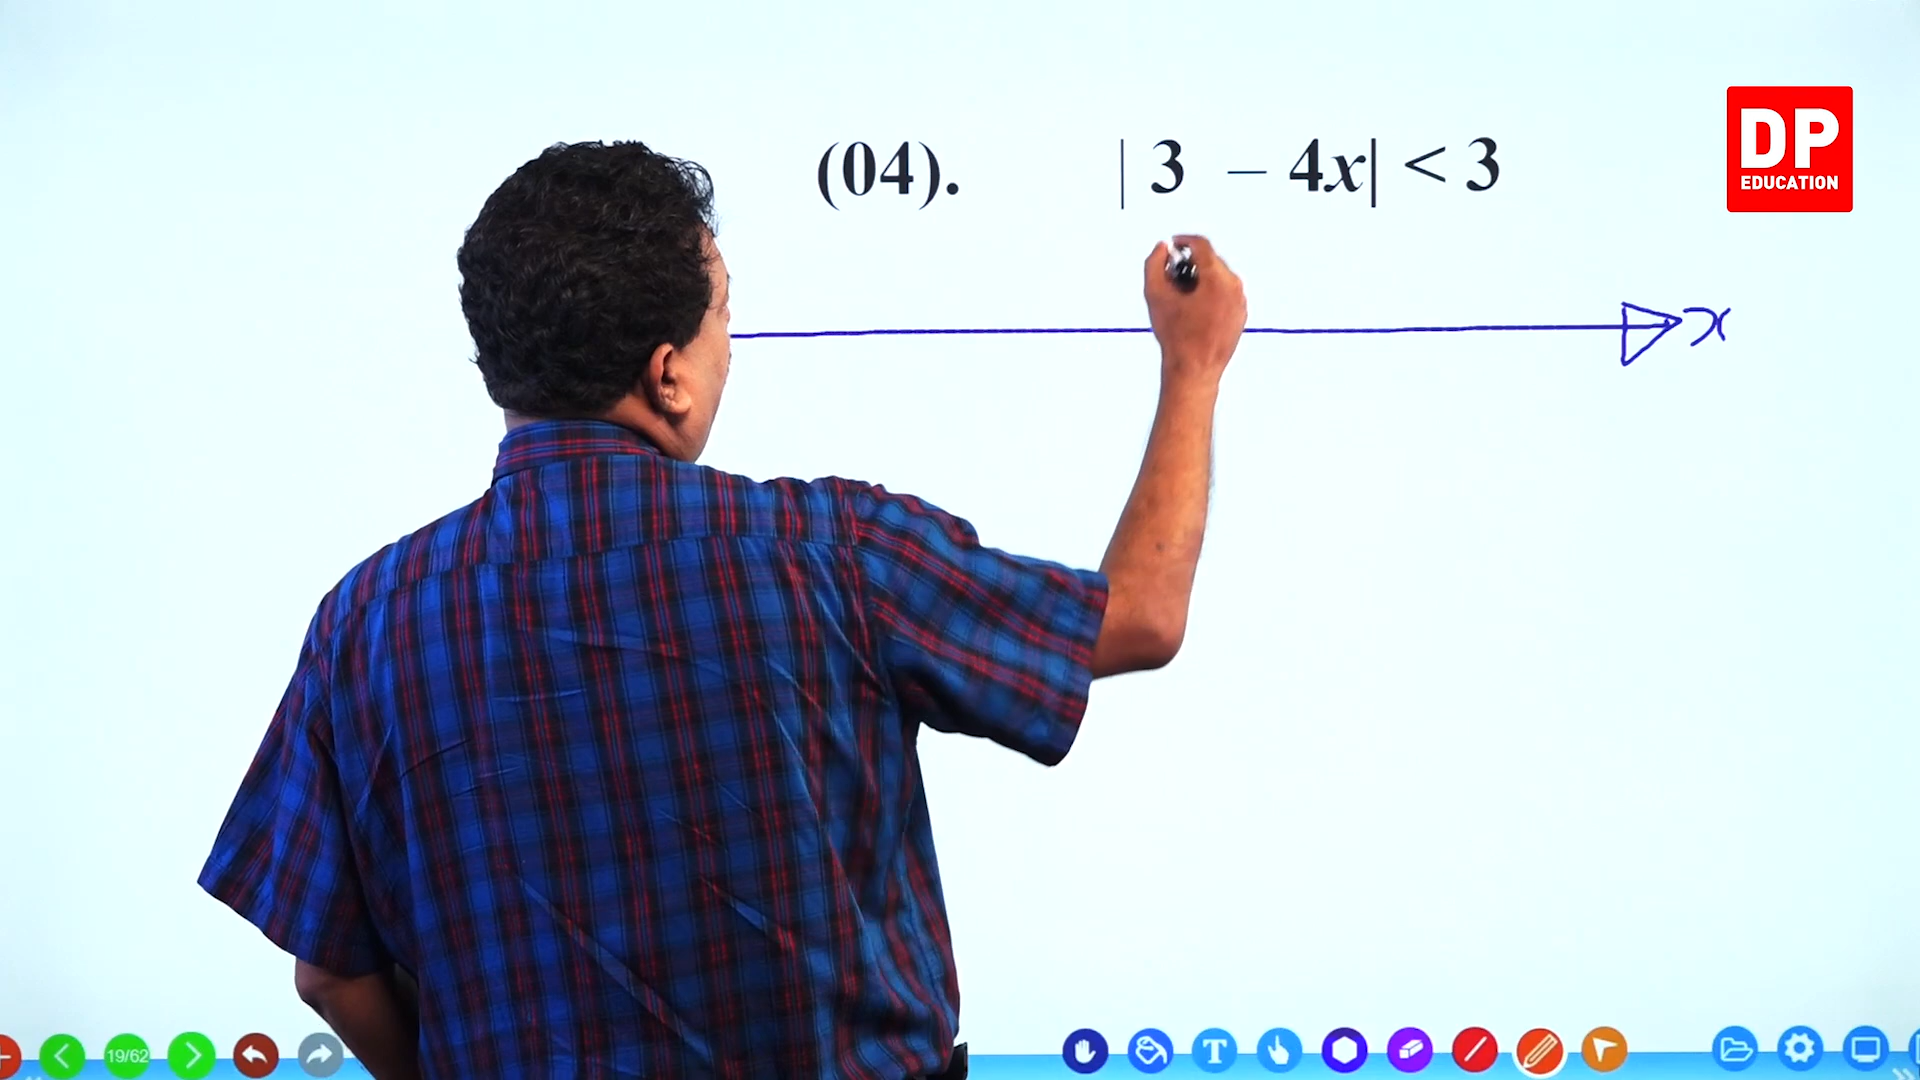 DP
EDUCATION
(04). | 3 – 4x| < 3
x
19/62
T